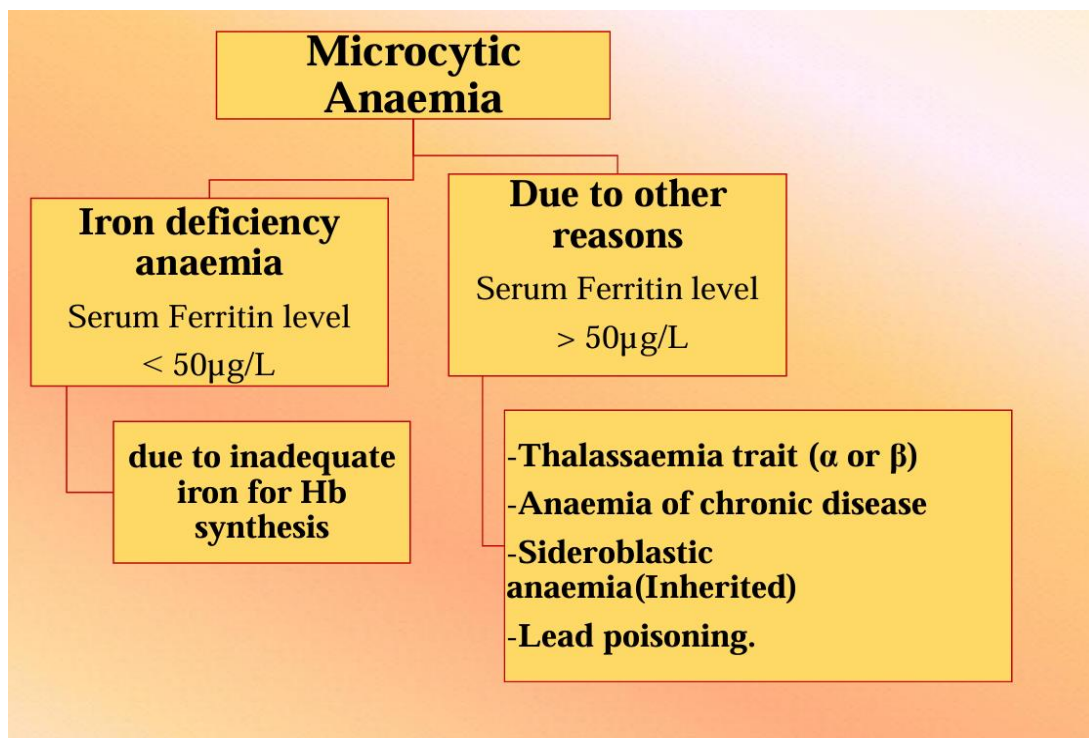 Microcytic
Anaemia
Iron deficiency
anaemia
Serum Ferritin level
< 50µg/L
due to inadequate
iron for Hb
synthesis
Due to other
reasons
Serum Ferritin level
> 50µg/L
-Thalassaemia trait (α or β)
-Anaemia of chronic disease
-Sideroblastic
anaemia(Inherited)
-Lead poisoning.